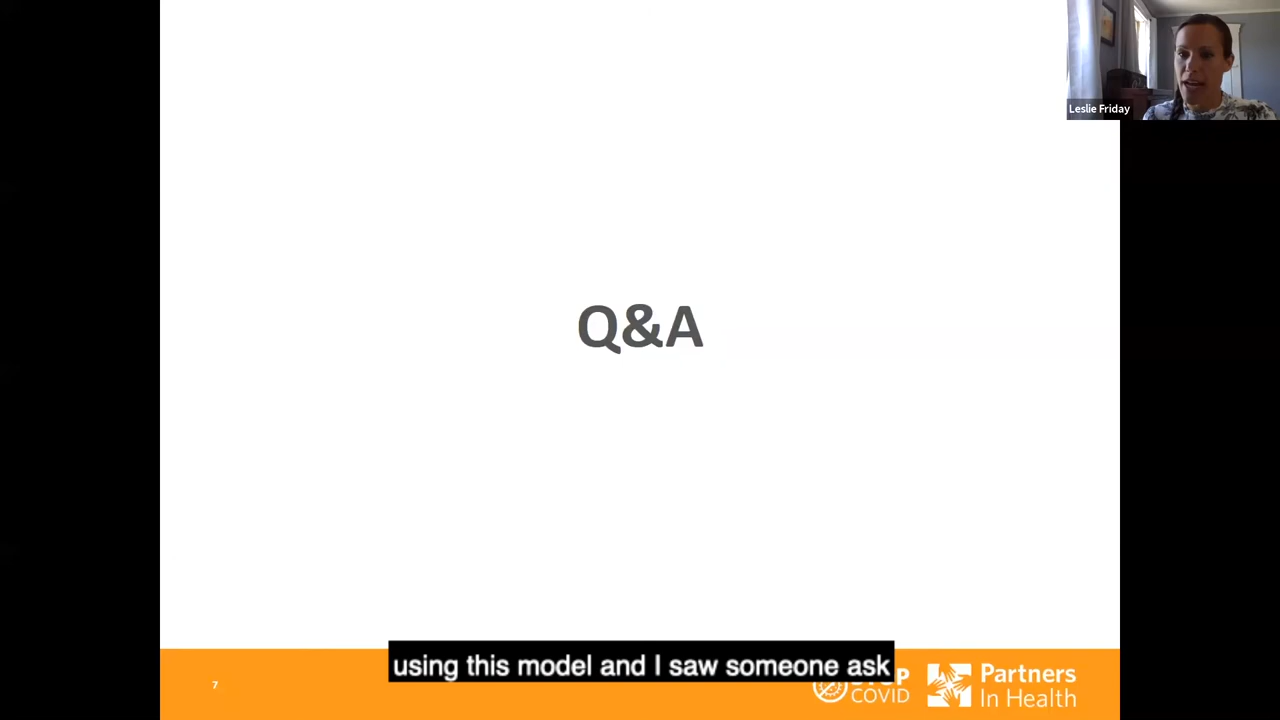 Leslie Friday
Q&A
using this model and I saw someone ask
7
COVID
Partners
In Health